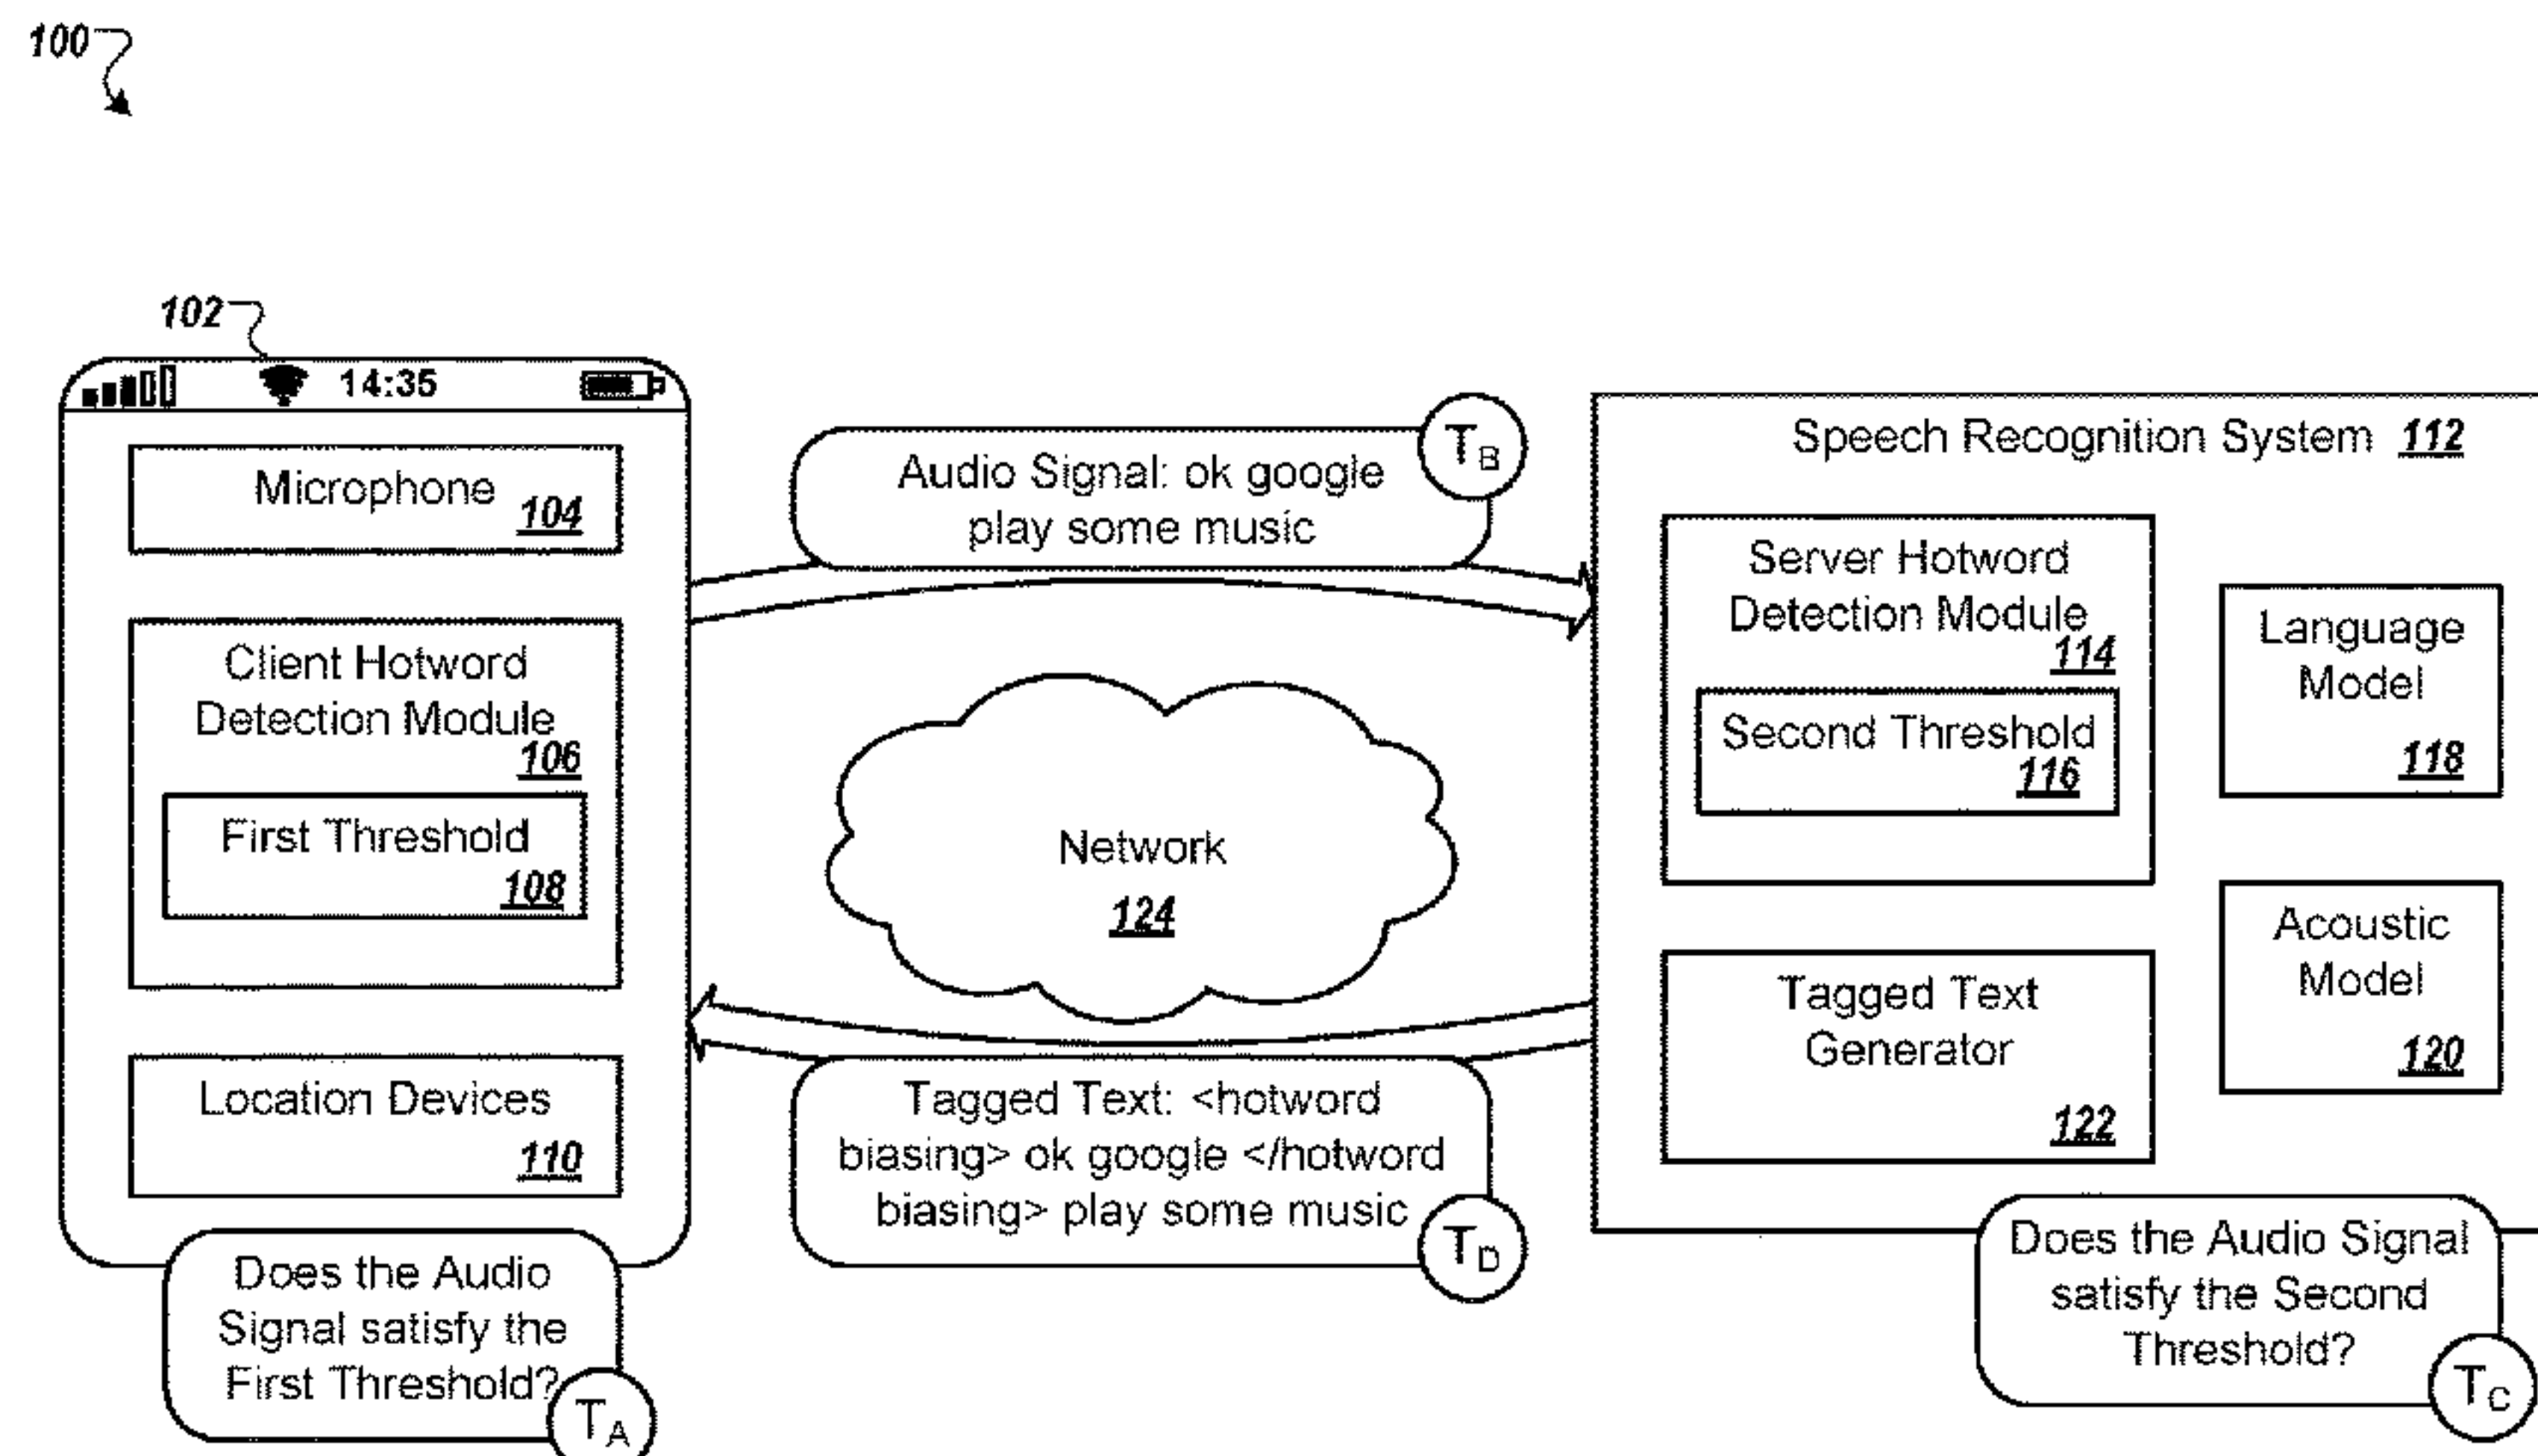 100
102
14:35
Microphone
104
Client Hotword
Detection Module
106
First Threshold
108
Location Devices
110
Does the Audio
Signal satisfy the
First Threshold?
TA
Audio Signal: ok google
play some music
TB
Network
124
Tagged Text: <hotword
biasing> ok google </hotword
biasing> play some music
TD
Speech Recognition System 112
Server Hotword
Detection Module
114
Second Threshold
116
Language
Model
118
Acoustic
Model
120
Tagged Text
Generator
122
Does the Audio Signal
satisfy the Second
Threshold?
TC